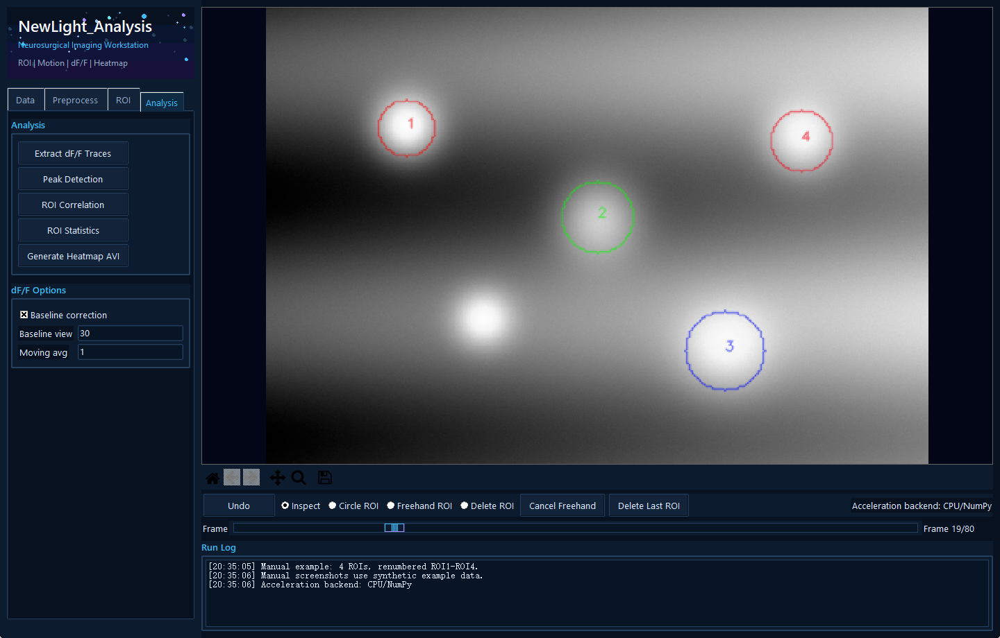 NewLight_Analysis
Neurosurgical Imaging Workstation
ROI | Motion | dF/F | Heatmap
Data Preprocess ROI Analysis
Analysis
Extract dF/F Traces
Peak Detection
ROI Correlation
ROI Statistics
Generate Heatmap AVI
dF/F Options
Baseline correction
Baseline view 30
Moving avg 1
1
4
2
3
Undo Inspect Circle ROI Freehand ROI Delete ROI Cancel Freehand Delete Last ROI Acceleration backend: CPU/NumPy
Frame Frame 19/80
Run Log
[20:35:05] Manual example: 4 ROIs, renumbered ROI1-ROI4.
[20:35:06] Manual screenshots use synthetic example data.
[20:35:06] Acceleration backend: CPU/NumPy